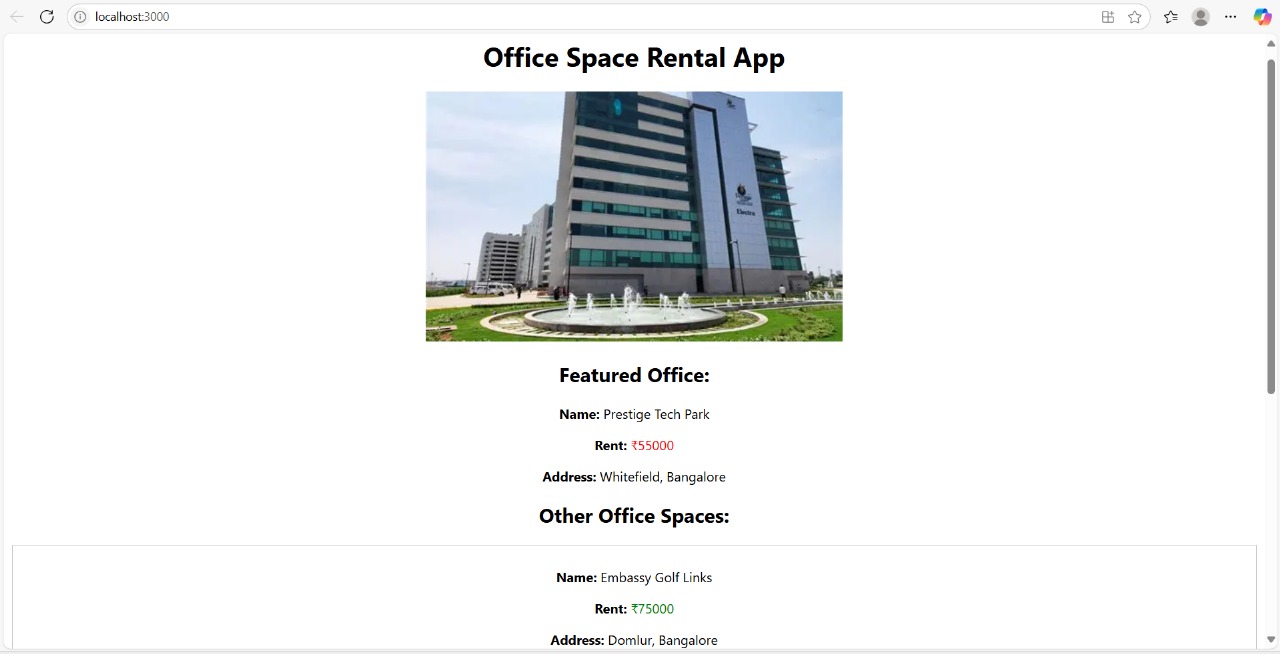 localhost:3000
Office Space Rental App
Electra
Featured Office:
Name: Prestige Tech Park
Rent: ₹55000
Address: Whitefield, Bangalore
Other Office Spaces:
Name: Embassy Golf Links
Rent: ₹75000
Address: Domlur, Bangalore